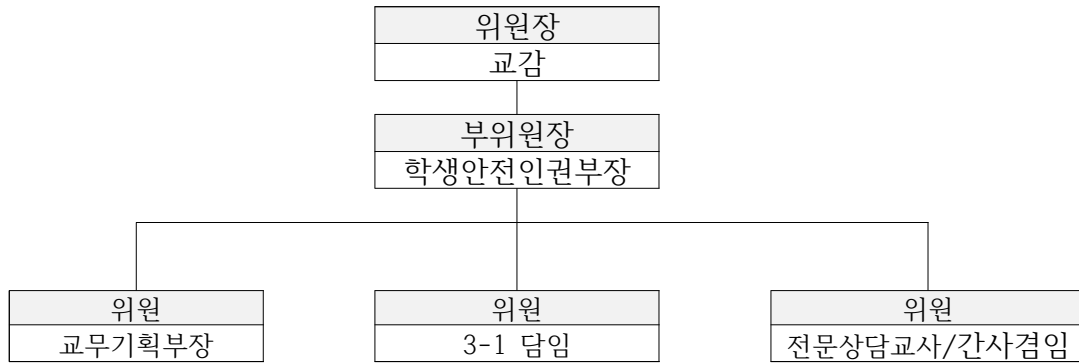 위원장
교감
부위원장
학생안전인권부장
위원
교무기획부장
위원
3-1 담임
위원
전문상담교사/간사겸임